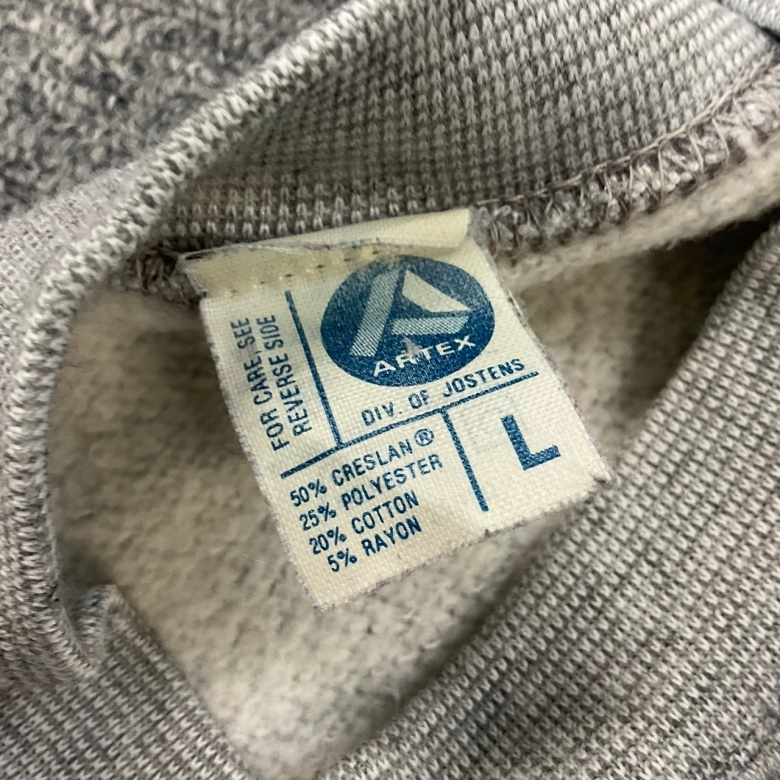 FOR CARE, SEE
REVERSE SIDE
ARTEX
DIV. OF JOSTENS
50% CRESLAN®
25% POLYESTER
20% COTTON
5% RAYON
L